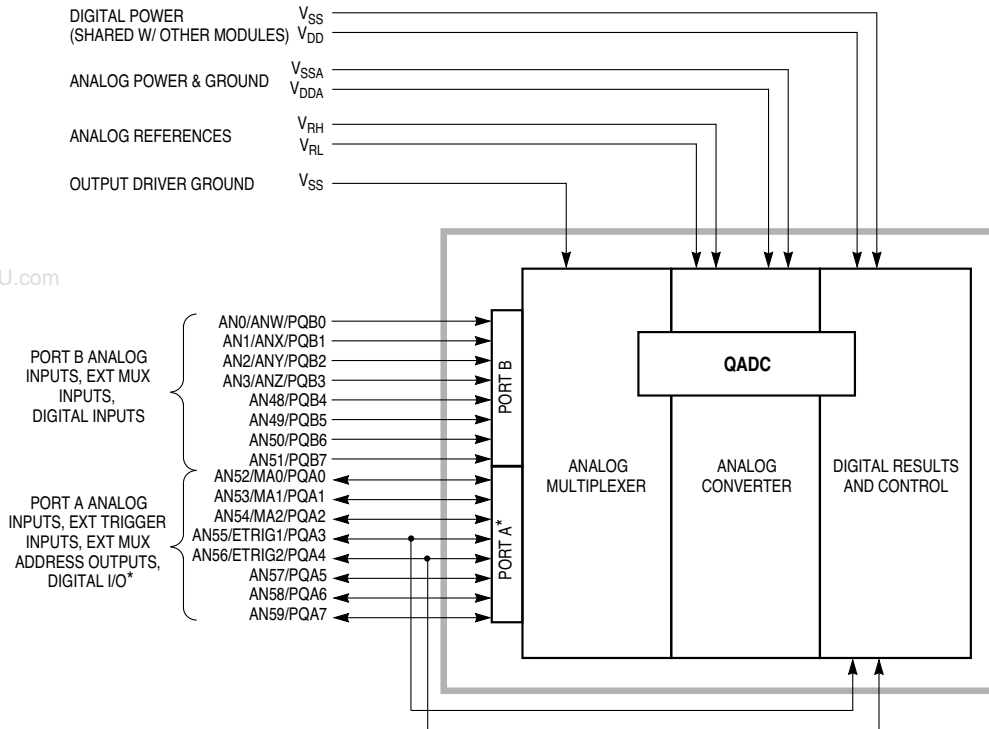 DIGITAL POWER
(SHARED W/ OTHER MODULES)
VSS
VDD
ANALOG POWER & GROUND
VSSA
VDDA
ANALOG REFERENCES
VRH
VRL
OUTPUT DRIVER GROUND
VSS
U.com
PORT B ANALOG
INPUTS, EXT MUX
INPUTS,
DIGITAL INPUTS
AN0/ANW/PQB0
AN1/ANX/PQB1
AN2/ANY/PQB2
AN3/ANZ/PQB3
AN48/PQB4
AN49/PQB5
AN50/PQB6
AN51/PQB7
PORT A ANALOG
INPUTS, EXT TRIGGER
INPUTS, EXT MUX
ADDRESS OUTPUTS,
DIGITAL I/O*
AN52/MA0/PQA0
AN53/MA1/PQA1
AN54/MA2/PQA2
AN55/ETRIG1/PQA3
AN56/ETRIG2/PQA4
AN57/PQA5
AN58/PQA6
AN59/PQA7
PORT B
PORT A*
QADC
ANALOG
MULTIPLEXER
ANALOG
CONVERTER
DIGITAL RESULTS
AND CONTROL